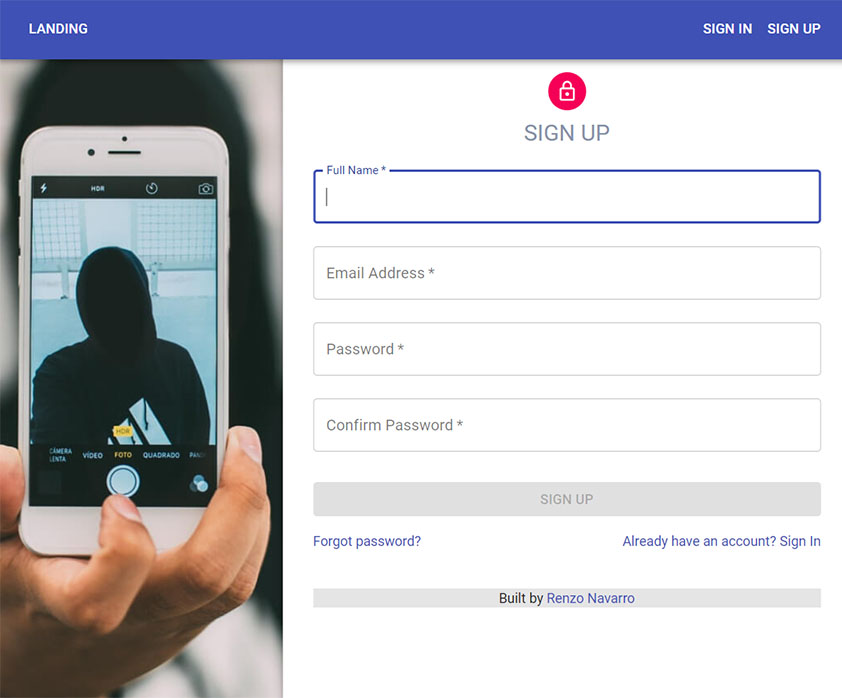 LANDING
SIGN IN SIGN UP
HDR
HDR
CÂMERA
LENTA
VÍDEO FOTO QUADRADO
SIGN UP
Full Name *
Email Address *
Password *
Confirm Password *
SIGN UP
Forgot password?
Already have an account? Sign In
Built by Renzo Navarro